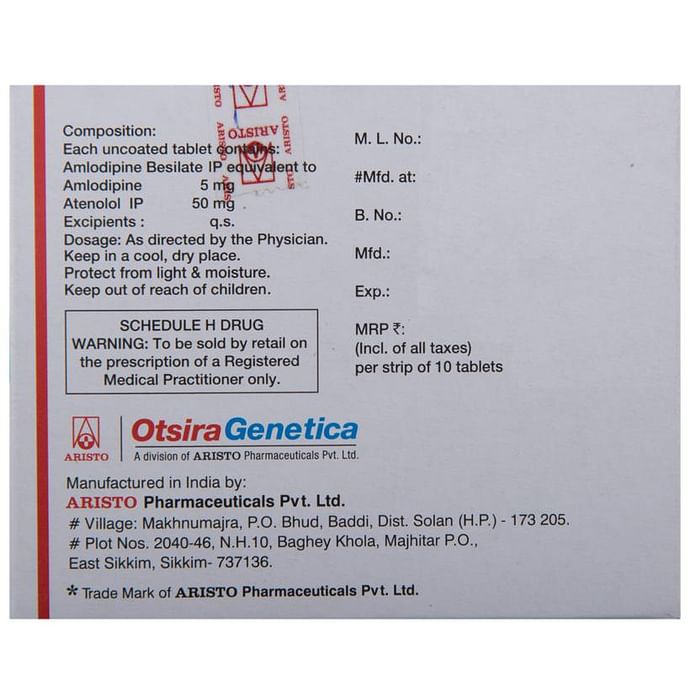 Composition:
Each uncoated tablet contains:
Amlodipine Besilate IP equivalent to
Amlodipine 5 mg
Atenolol IP 50 mg
Excipients : q.s.
Dosage: As directed by the Physician.
Keep in a cool, dry place.
Protect from light & moisture.
Keep out of reach of children.
SCHEDULE H DRUG
WARNING: To be sold by retail on
the prescription of a Registered
Medical Practitioner only.
M. L. No.:
#Mfd. at:
B. No.:
Mfd.:
Exp.:
MRP ₹:
(Incl. of all taxes)
per strip of 10 tablets
ARISTO
ARISTO
ARISTO
ARISTO
Otsira Genetica
A division of ARISTO Pharmaceuticals Pvt. Ltd.
Manufactured in India by:
ARISTO Pharmaceuticals Pvt. Ltd.
# Village: Makhnumajra, P.O. Bhud, Baddi, Dist. Solan (H.P.) - 173 205.
# Plot Nos. 2040-46, N.H.10, Baghey Khola, Majhitar P.O.,
East Sikkim, Sikkim- 737136.
* Trade Mark of ARISTO Pharmaceuticals Pvt. Ltd.